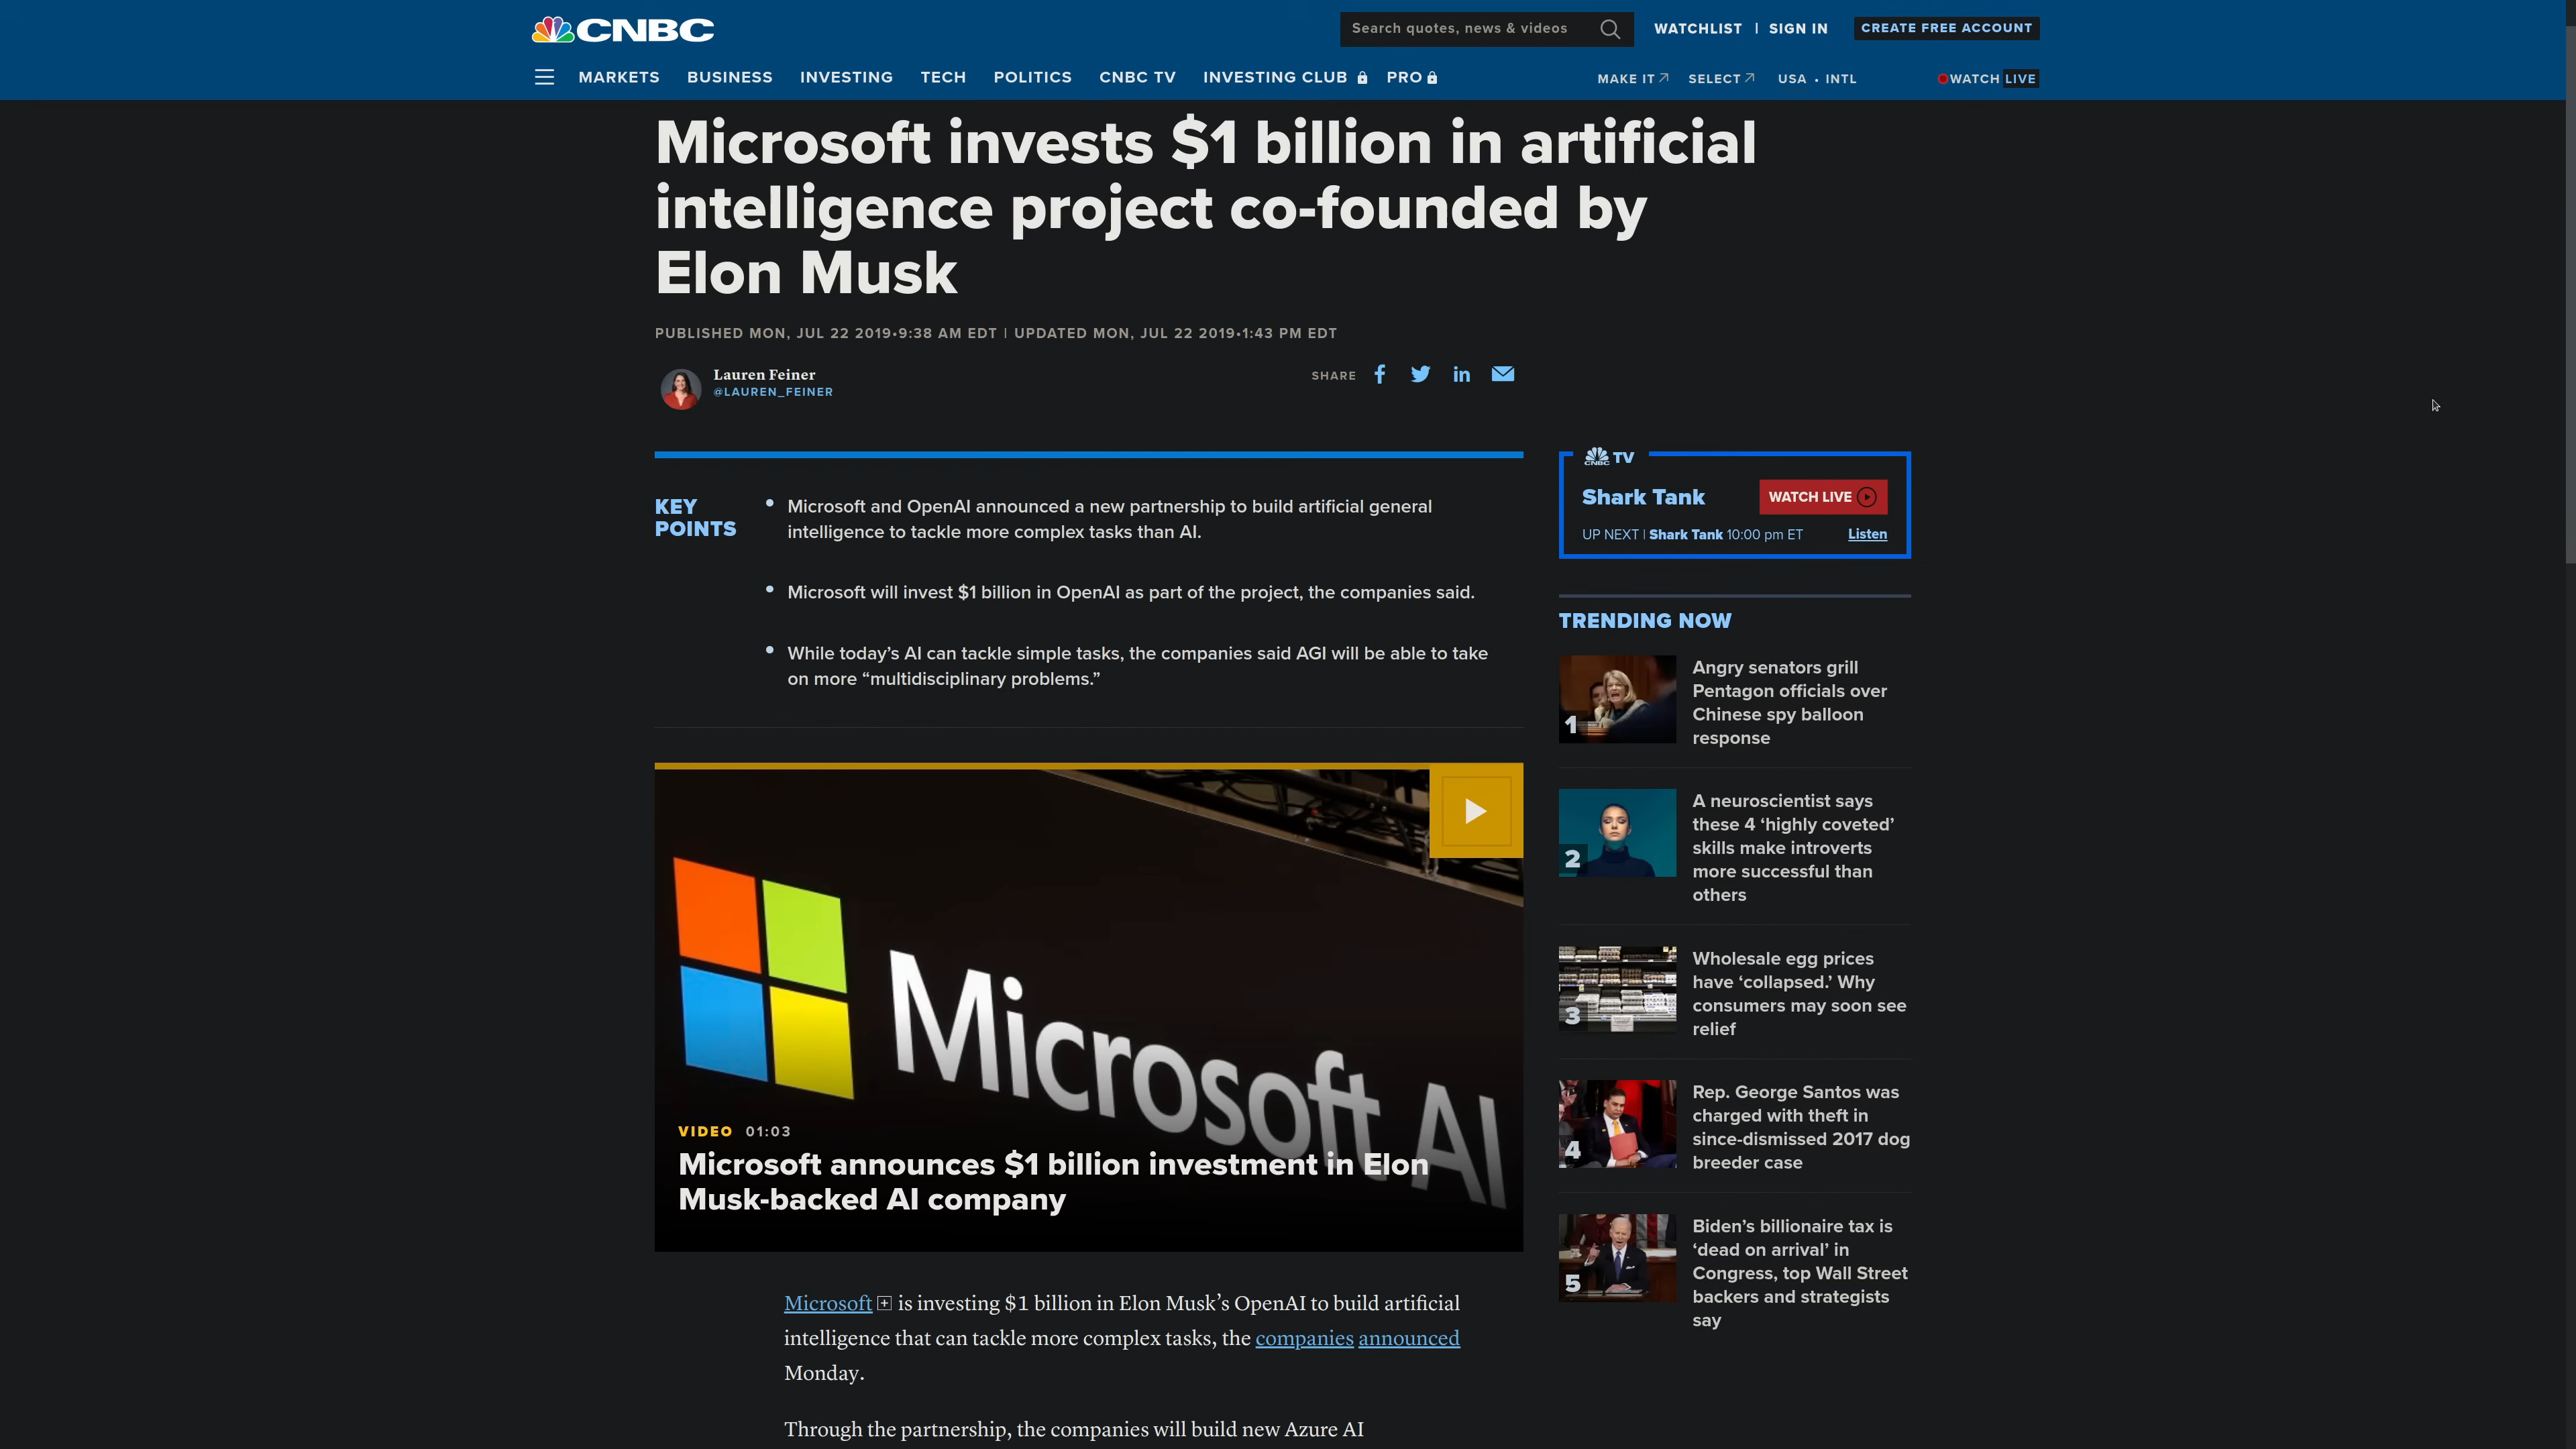 CNBC
Search quotes, news & videos
WATCHLIST | SIGN IN
CREATE FREE ACCOUNT
MARKETS BUSINESS INVESTING TECH POLITICS CNBC TV INVESTING CLUB PRO
MAKE IT SELECT USA • INTL
WATCH LIVE
Microsoft invests $1 billion in artificial
intelligence project co-founded by
Elon Musk
PUBLISHED MON, JUL 22 2019•9:38 AM EDT | UPDATED MON, JUL 22 2019•1:43 PM EDT
Lauren Feiner
@LAUREN_FEINER
SHARE
KEY
POINTS
• Microsoft and OpenAI announced a new partnership to build artificial general
intelligence to tackle more complex tasks than AI.
• Microsoft will invest $1 billion in OpenAI as part of the project, the companies said.
• While today’s AI can tackle simple tasks, the companies said AGI will be able to take
on more “multidisciplinary problems.”
Microsoft AI
VIDEO 01:03
Microsoft announces $1 billion investment in Elon
Musk-backed AI company
Microsoft is investing $1 billion in Elon Musk’s OpenAI to build artificial
intelligence that can tackle more complex tasks, the companies announced
Monday.
Through the partnership, the companies will build new Azure AI
CNBC TV
Shark Tank
WATCH LIVE
UP NEXT | Shark Tank 10:00 pm ET
Listen
TRENDING NOW
1
Angry senators grill
Pentagon officials over
Chinese spy balloon
response
2
A neuroscientist says
these 4 ‘highly coveted’
skills make introverts
more successful than
others
3
Wholesale egg prices
have ‘collapsed.’ Why
consumers may soon see
relief
4
Rep. George Santos was
charged with theft in
since-dismissed 2017 dog
breeder case
5
Biden’s billionaire tax is
‘dead on arrival’ in
Congress, top Wall Street
backers and strategists
say